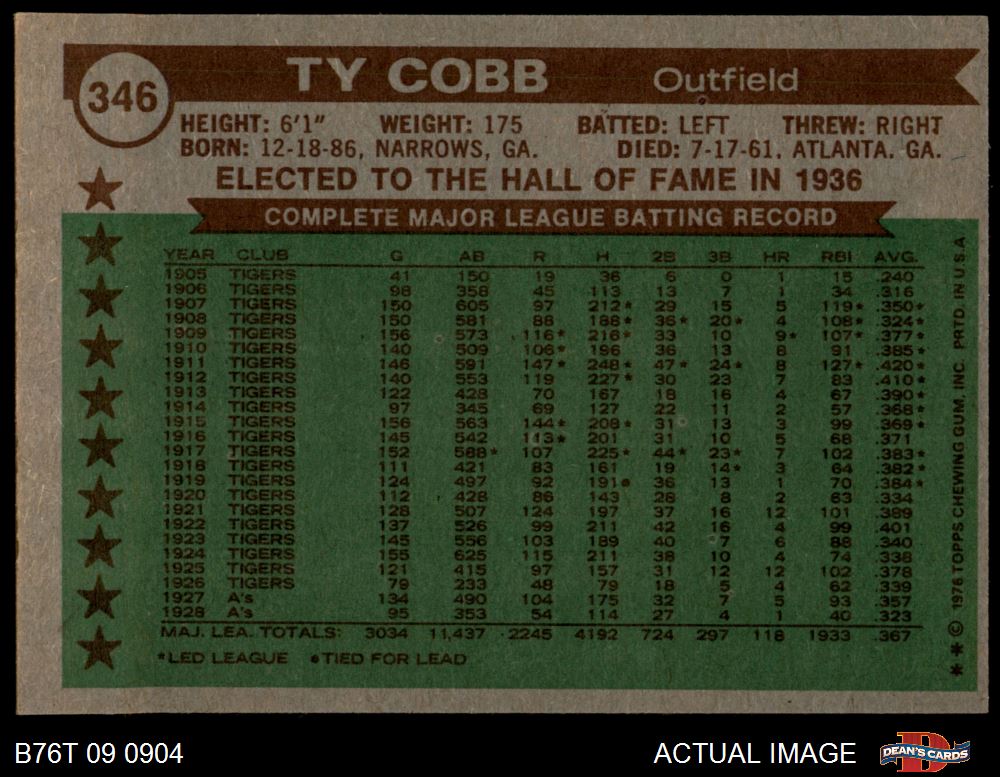 346
TY COBB Outfield
HEIGHT: 6'1" WEIGHT: 175 BATTED: LEFT THREW: RIGHT
BORN: 12-18-86, NARROWS, GA. DIED: 7-17-61, ATLANTA. GA.
ELECTED TO THE HALL OF FAME IN 1936
COMPLETE MAJOR LEAGUE BATTING RECORD
YEAR CLUB G AB R H 2B 3B HR RBI AVG.
1905 TIGERS 41 150 19 36 6 0 1 15 .240
1906 TIGERS 98 358 45 113 13 7 1 34 .316
1907 TIGERS 150 605 97 212* 29 15 5 119* .350*
1908 TIGERS 150 581 88 188* 36* 20* 4 108* .324*
1909 TIGERS 156 573 116* 216* 33 10 9* 107* .377*
1910 TIGERS 140 509 106* 196 36 13 8 91 .385*
1911 TIGERS 146 591 147* 248* 47* 24* 8 127* .420*
1912 TIGERS 140 553 119 227* 30 23 7 83 .410*
1913 TIGERS 122 428 70 167 18 16 4 67 .390*
1914 TIGERS 97 345 69 127 22 11 2 57 .368*
1915 TIGERS 156 563 144* 208* 31 13 3 99 .369*
1916 TIGERS 145 542 113* 201 31 10 5 68 .371
1917 TIGERS 152 588* 107 225* 44* 23* 7 102 .383*
1918 TIGERS 111 421 83 161 19 14* 3 64 .382*
1919 TIGERS 124 497 92 191● 36 13 1 70 .384*
1920 TIGERS 112 428 86 143 28 8 2 63 .334
1921 TIGERS 128 507 124 197 37 16 12 101 .389
1922 TIGERS 137 526 99 211 42 16 4 99 .401
1923 TIGERS 145 556 103 189 40 7 6 88 .340
1924 TIGERS 155 625 115 211 38 10 4 74 .338
1925 TIGERS 121 415 97 157 31 12 12 102 .378
1926 TIGERS 79 233 48 79 18 5 4 62 .339
1927 A's 134 490 104 175 32 7 5 93 .357
1928 A's 95 353 54 114 27 4 1 40 .323
MAJ. LEA. TOTALS: 3034 11,437 2245 4192 724 297 118 1933 .367
*LED LEAGUE ●TIED FOR LEAD
**© 1976 TOPPS CHEWING GUM, INC. PRTD. IN U.S.A
B76T 09 0904 ACTUAL IMAGE
DEAN'S CARDS